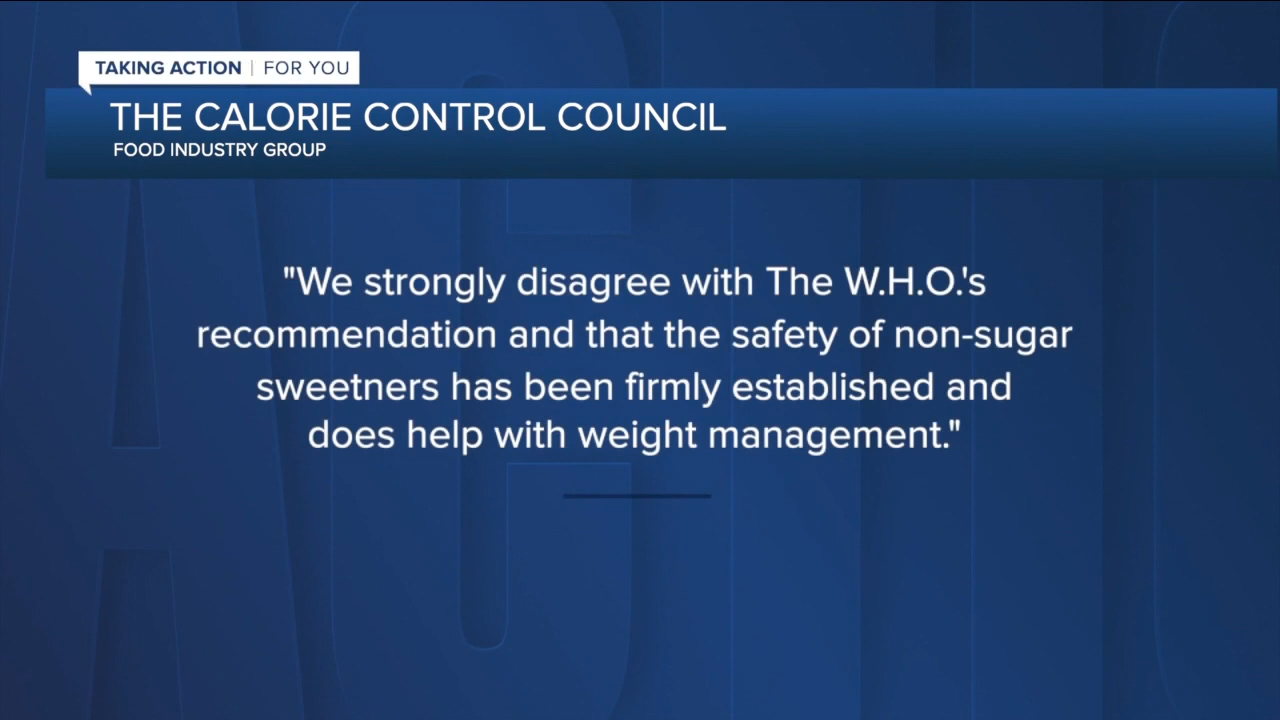 TAKING ACTION | FOR YOU
THE CALORIE CONTROL COUNCIL
FOOD INDUSTRY GROUP
"We strongly disagree with The W.H.O.'s
recommendation and that the safety of non-sugar
sweetners has been firmly established and
does help with weight management."